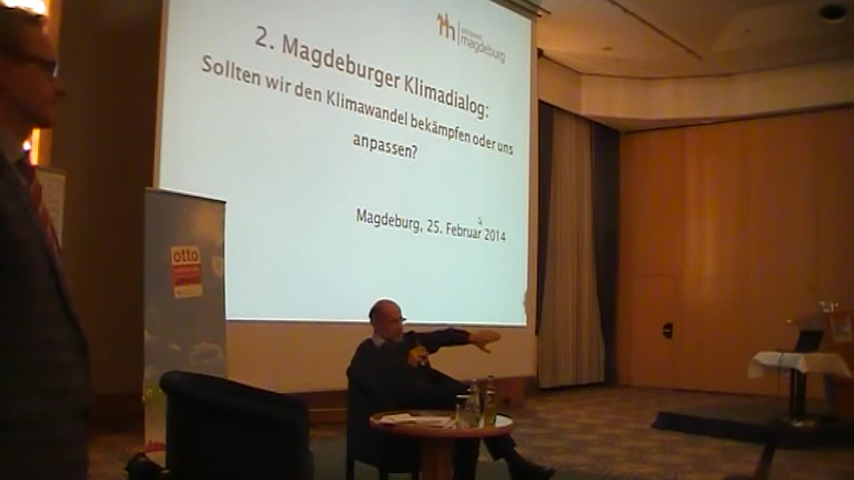 magdeburg
2. Magdeburger Klimadialog:
Sollten wir den Klimawandel bekämpfen oder uns
anpassen?
Magdeburg, 25. Februar 2014
otto